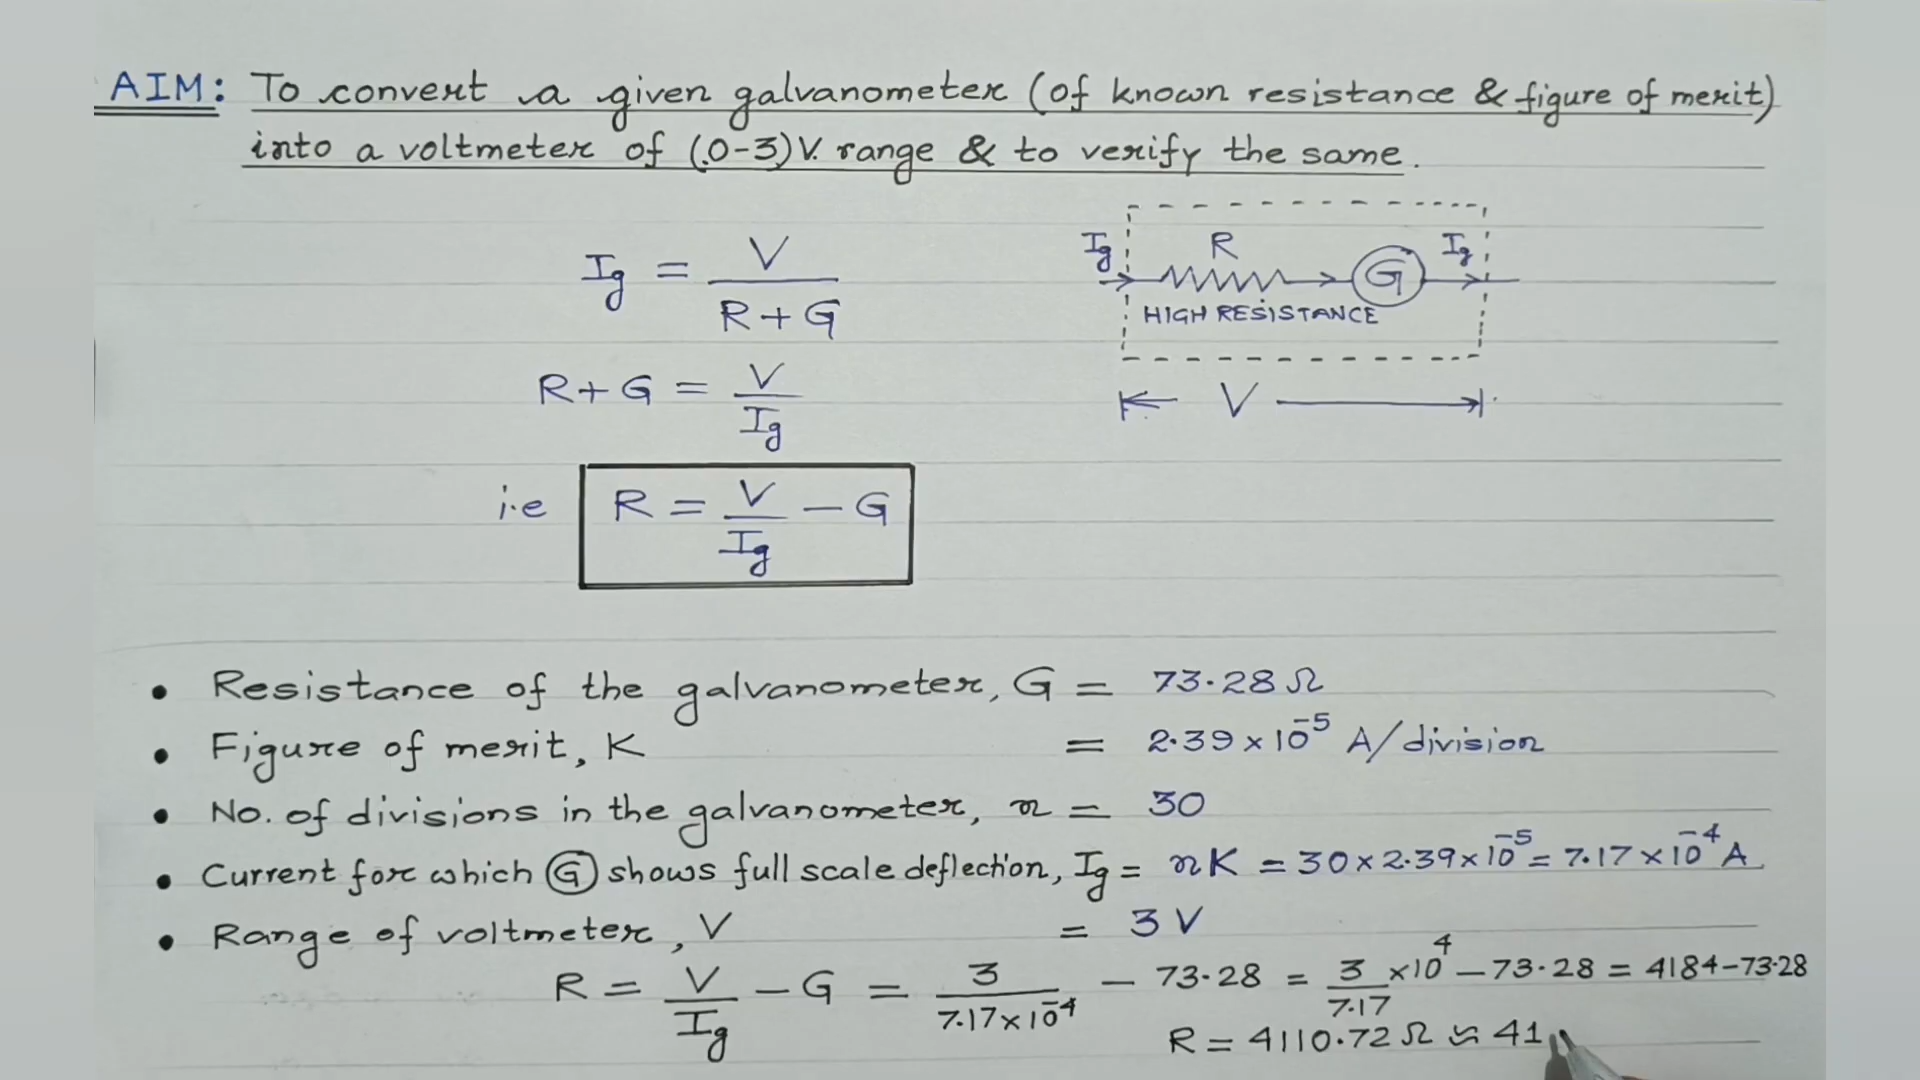 AIM: To convert a given galvanometer (of known resistance & figure of merit)
into a voltmeter of (0-3)V. range & to verify the same.
Ig = V / (R + G)
Ig R G Ig
HIGH RESISTANCE
R + G = V / Ig
V
i.e R = V / Ig − G
• Resistance of the galvanometer, G = 73.28 Ω
• Figure of merit, K = 2.39 × 10⁻⁵ A/division
• No. of divisions in the galvanometer, n = 30
• Current for which G shows full scale deflection, Ig = nK = 30 × 2.39 × 10⁻⁵ = 7.17 × 10⁻⁴ A
• Range of voltmeter, V = 3 V
R = V / Ig − G = 3 / (7.17 × 10⁻⁴) − 73.28 = 3 / 7.17 × 10⁴ − 73.28 = 4184 − 73.28
R = 4110.72 Ω ≈ 41